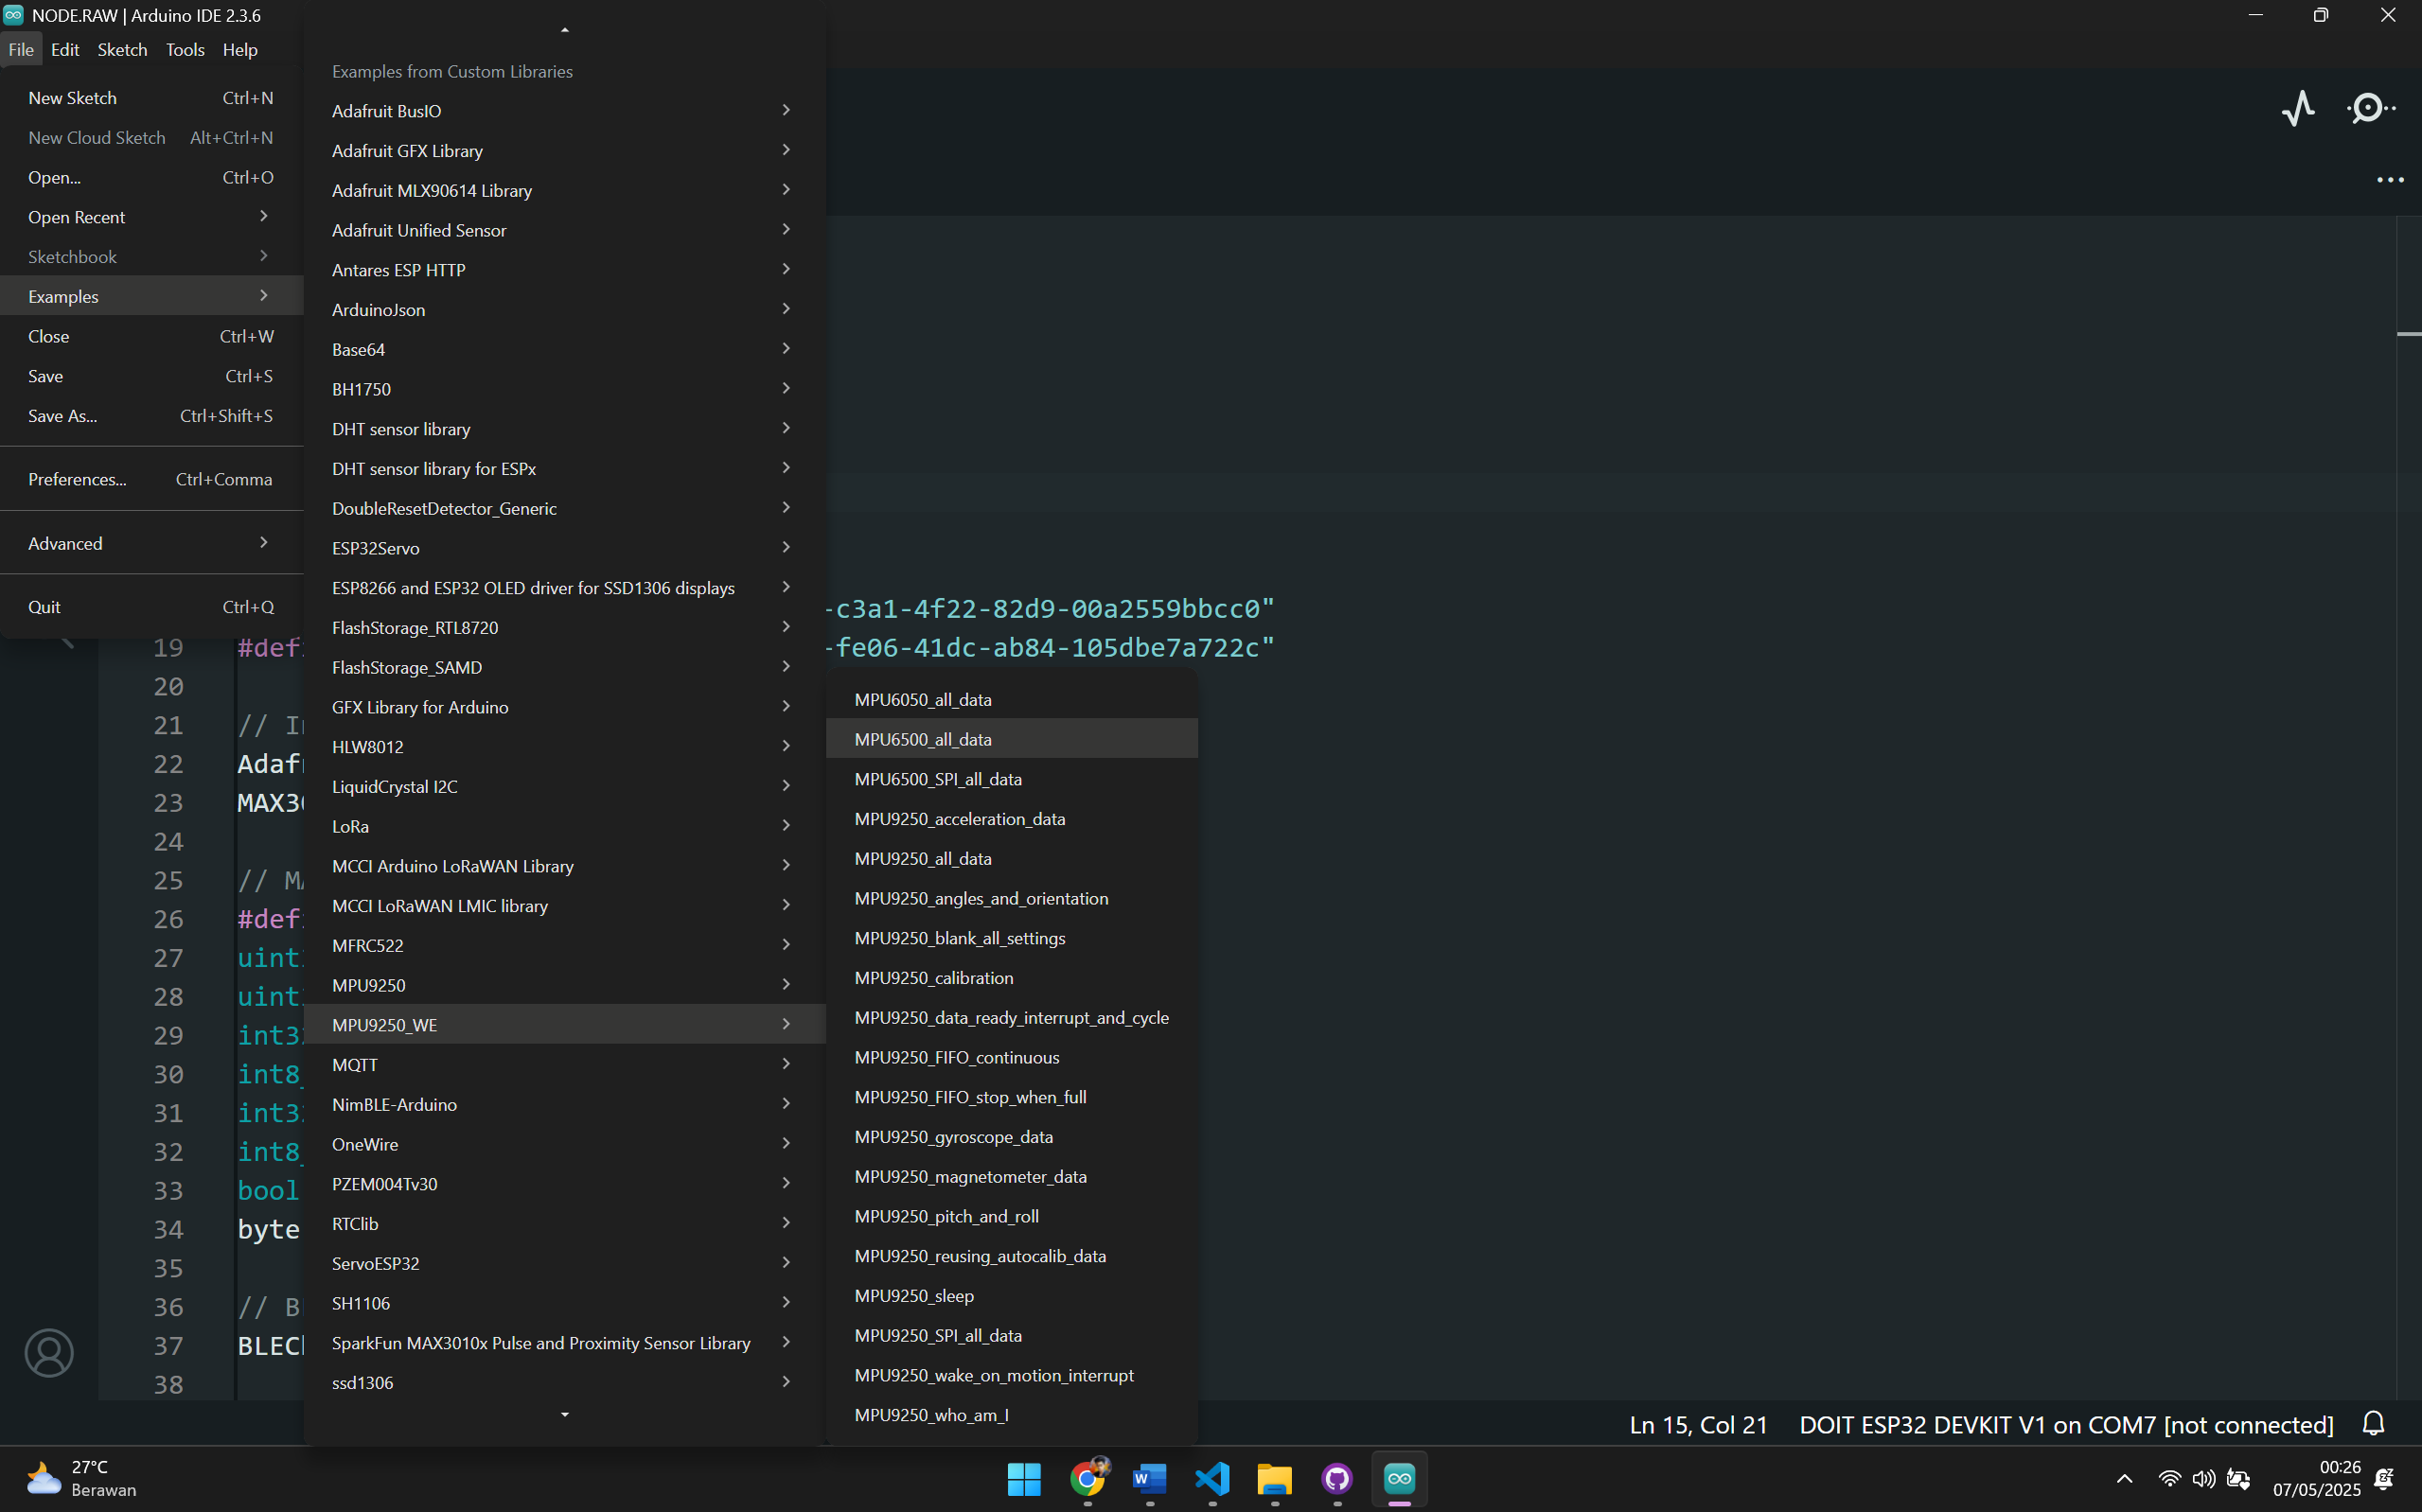 NODE.RAW | Arduino IDE 2.3.6
File Edit Sketch Tools Help
New Sketch Ctrl+N
New Cloud Sketch Alt+Ctrl+N
Open... Ctrl+O
Open Recent
Sketchbook
Examples
Close Ctrl+W
Save Ctrl+S
Save As... Ctrl+Shift+S
Preferences... Ctrl+Comma
Advanced
Quit Ctrl+Q
Examples from Custom Libraries
Adafruit BusIO
Adafruit GFX Library
Adafruit MLX90614 Library
Adafruit Unified Sensor
Antares ESP HTTP
ArduinoJson
Base64
BH1750
DHT sensor library
DHT sensor library for ESPx
DoubleResetDetector_Generic
ESP32Servo
ESP8266 and ESP32 OLED driver for SSD1306 displays
FlashStorage_RTL8720
FlashStorage_SAMD
GFX Library for Arduino
HLW8012
LiquidCrystal I2C
LoRa
MCCI Arduino LoRaWAN Library
MCCI LoRaWAN LMIC library
MFRC522
MPU9250
MPU9250_WE
MQTT
NimBLE-Arduino
OneWire
PZEM004Tv30
RTClib
ServoESP32
SH1106
SparkFun MAX3010x Pulse and Proximity Sensor Library
ssd1306
MPU6050_all_data
MPU6500_all_data
MPU6500_SPI_all_data
MPU9250_acceleration_data
MPU9250_all_data
MPU9250_angles_and_orientation
MPU9250_blank_all_settings
MPU9250_calibration
MPU9250_data_ready_interrupt_and_cycle
MPU9250_FIFO_continuous
MPU9250_FIFO_stop_when_full
MPU9250_gyroscope_data
MPU9250_magnetometer_data
MPU9250_pitch_and_roll
MPU9250_reusing_autocalib_data
MPU9250_sleep
MPU9250_SPI_all_data
MPU9250_wake_on_motion_interrupt
MPU9250_who_am_I
-c3a1-4f22-82d9-00a2559bbcc0"
-fe06-41dc-ab84-105dbe7a722c"
19 #def
20
21 // I
22 Adaf
23 MAX3
24
25 // M
26 #def
27 uint
28 uint
29 int3
30 int8_
31 int3
32 int8_
33 bool
34 byte
35
36 // B
37 BLEC
38
Ln 15, Col 21 DOIT ESP32 DEVKIT V1 on COM7 [not connected]
27°C
Berawan
00:26
07/05/2025